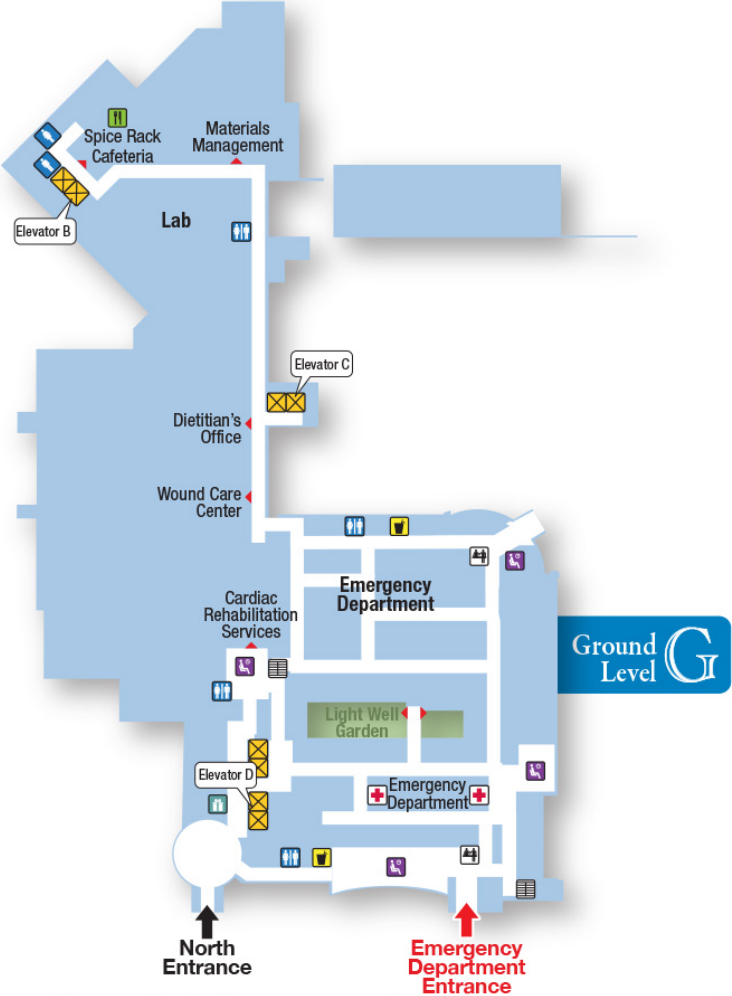 Spice Rack
Cafeteria
Materials
Management
Lab
Elevator B
Elevator C
Dietitian's
Office
Wound Care
Center
Emergency
Department
Cardiac
Rehabilitation
Services
Ground
Level G
Light Well
Garden
Elevator D
Emergency
Department
North
Entrance
Emergency
Department
Entrance